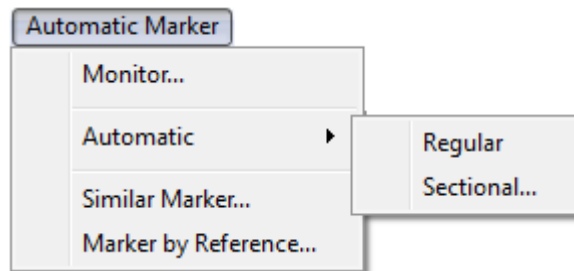 Automatic Marker
Monitor...
Automatic
Regular
Sectional...
Similar Marker...
Marker by Reference...